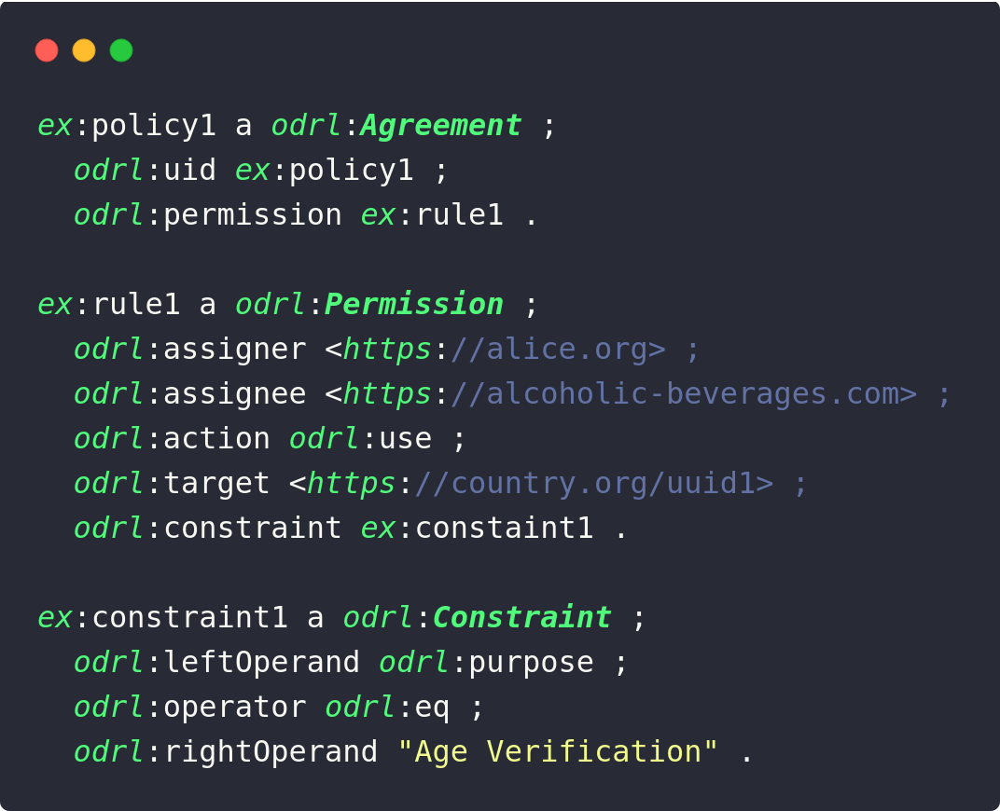 ex:policy1 a odrl:Agreement ;
  odrl:uid ex:policy1 ;
  odrl:permission ex:rule1 .

ex:rule1 a odrl:Permission ;
  odrl:assigner <https://alice.org> ;
  odrl:assignee <https://alcoholic-beverages.com> ;
  odrl:action odrl:use ;
  odrl:target <https://country.org/uuid1> ;
  odrl:constraint ex:constaint1 .

ex:constraint1 a odrl:Constraint ;
  odrl:leftOperand odrl:purpose ;
  odrl:operator odrl:eq ;
  odrl:rightOperand "Age Verification" .